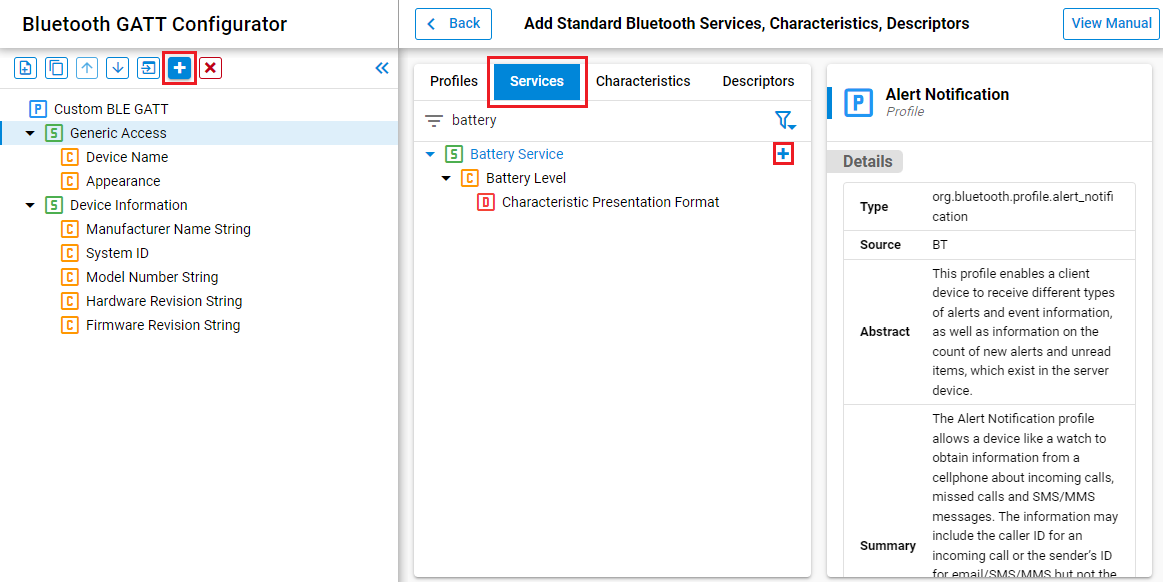 Bluetooth GATT Configurator
P Custom BLE GATT
S Generic Access
C Device Name
C Appearance
S Device Information
C Manufacturer Name String
C System ID
C Model Number String
C Hardware Revision String
C Firmware Revision String
Back
Add Standard Bluetooth Services, Characteristics, Descriptors
View Manual
Profiles Services Characteristics Descriptors
battery
S Battery Service
C Battery Level
D Characteristic Presentation Format
P Alert Notification
Profile
Details
Type
org.bluetooth.profile.alert_notifi
cation
Source BT
Abstract
This profile enables a client
device to receive different types
of alerts and event information,
as well as information on the
count of new alerts and unread
items, which exist in the server
device.
Summary
The Alert Notification profile
allows a device like a watch to
obtain information from a
cellphone about incoming calls,
missed calls and SMS/MMS
messages. The information may
include the caller ID for an
incoming call or the sender's ID
for email/SMS/MMS but not the